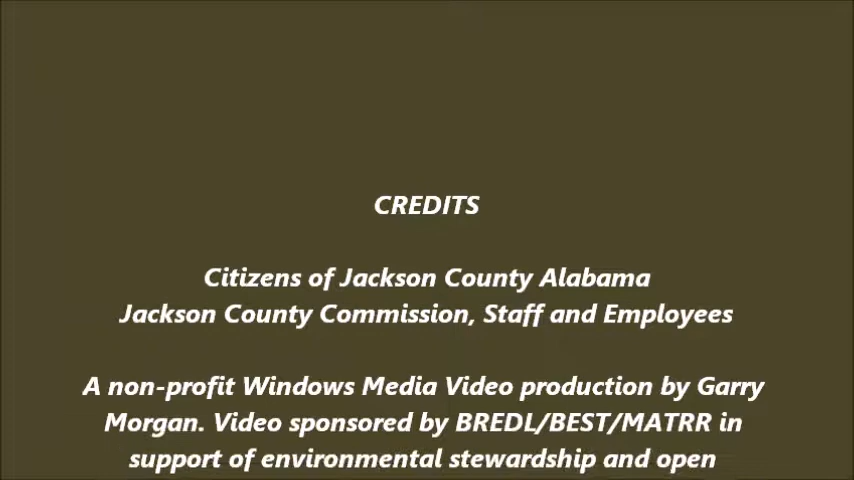 CREDITS
Citizens of Jackson County Alabama
Jackson County Commission, Staff and Employees
A non-profit Windows Media Video production by Garry
Morgan. Video sponsored by BREDL/BEST/MATRR in
support of environmental stewardship and open